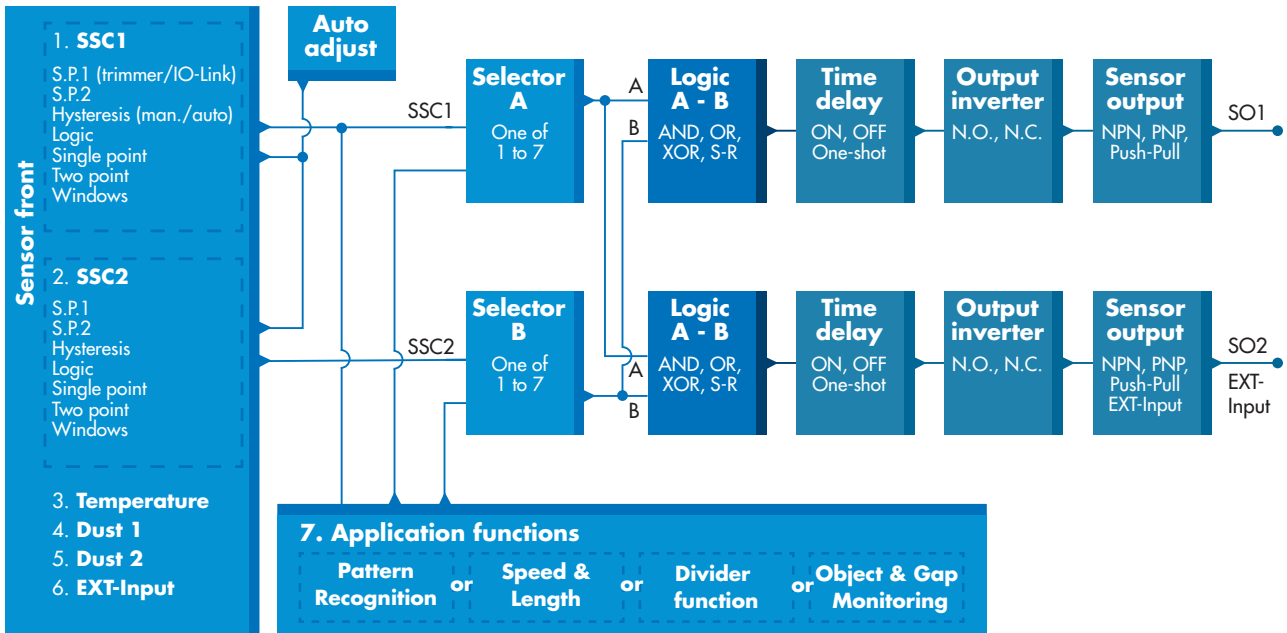 Sensor front
1. SSC1
S.P.1 (trimmer/IO-Link)
S.P.2
Hysteresis (man./auto)
Logic
Single point
Two point
Windows
2. SSC2
S.P.1
S.P.2
Hysteresis
Logic
Single point
Two point
Windows
3. Temperature
4. Dust 1
5. Dust 2
6. EXT-Input
Auto
adjust
SSC1
Selector
A
One of
1 to 7
A
B
Logic
A - B
AND, OR,
XOR, S-R
Time
delay
ON, OFF
One-shot
Output
inverter
N.O., N.C.
Sensor
output
NPN, PNP,
Push-Pull
SO1
SSC2
Selector
B
One of
1 to 7
A
B
Logic
A - B
AND, OR,
XOR, S-R
Time
delay
ON, OFF
One-shot
Output
inverter
N.O., N.C.
Sensor
output
NPN, PNP,
Push-Pull
EXT-Input
SO2
EXT-
Input
7. Application functions
Pattern
Recognition
or
Speed &
Length
or
Divider
function
or
Object & Gap
Monitoring